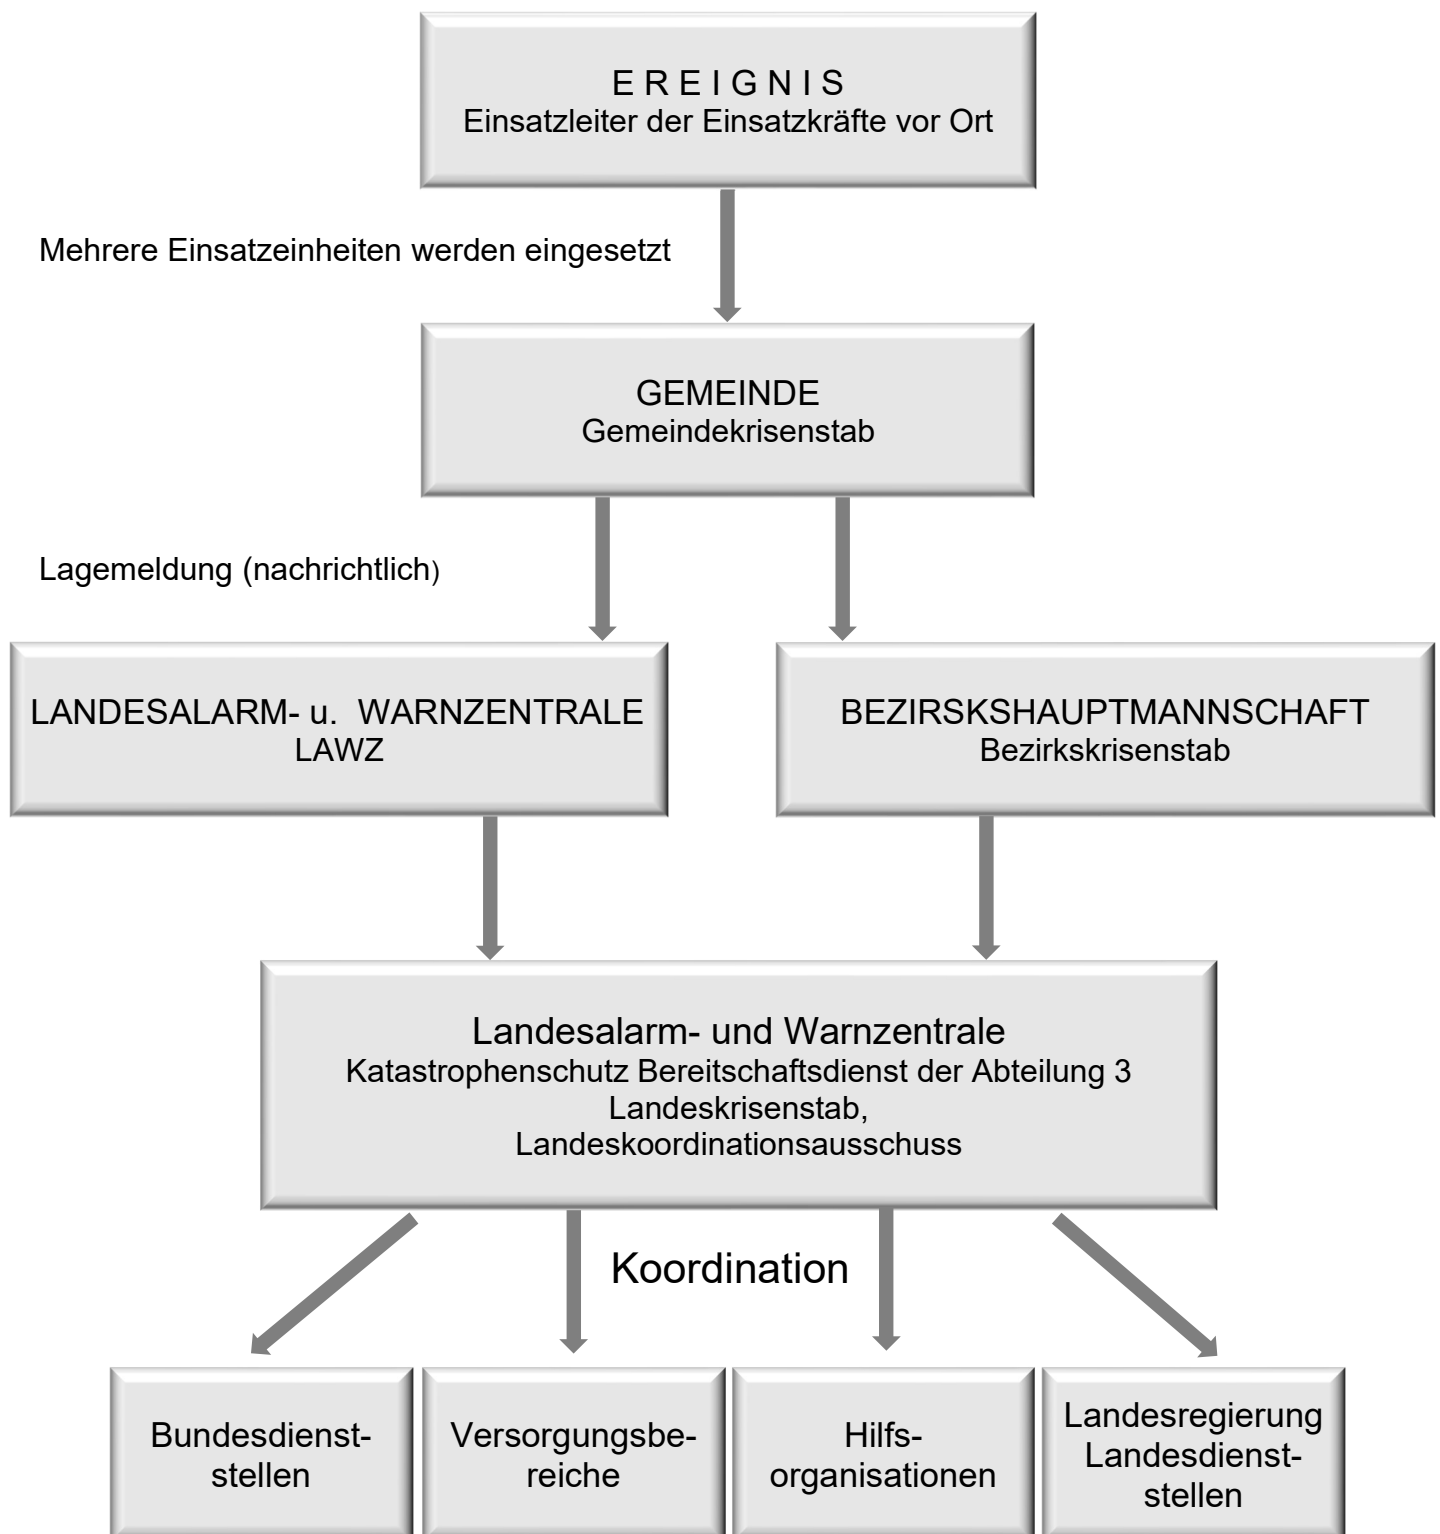 E R E I G N I S
Einsatzleiter der Einsatzkräfte vor Ort
Mehrere Einsatzeinheiten werden eingesetzt
GEMEINDE
Gemeindekrisenstab
Lagemeldung (nachrichtlich)
LANDESALARM- u. WARNZENTRALE
LAWZ
BEZIRSKSHAUPTMANNSCHAFT
Bezirkskrisenstab
Landesalarm- und Warnzentrale
Katastrophenschutz Bereitschaftsdienst der Abteilung 3
Landeskrisenstab,
Landeskoordinationsausschuss
Koordination
Bundesdienst-
stellen
Versorgungsbe-
reiche
Hilfs-
organisationen
Landesregierung
Landesdienst-
stellen